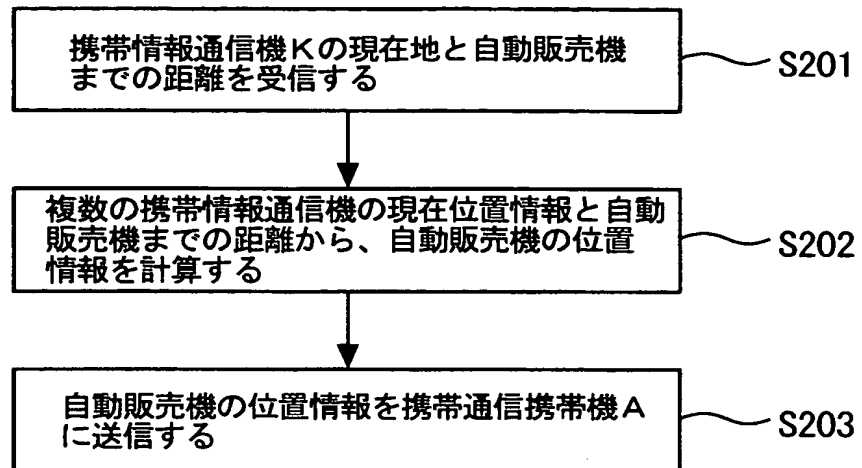 携帯情報通信機Kの現在地と自動販売機
までの距離を受信する
S201
複数の携帯情報通信機の現在位置情報と自動
販売機までの距離から、自動販売機の位置
情報を計算する
S202
自動販売機の位置情報を携帯通信携帯機A
に送信する
S203